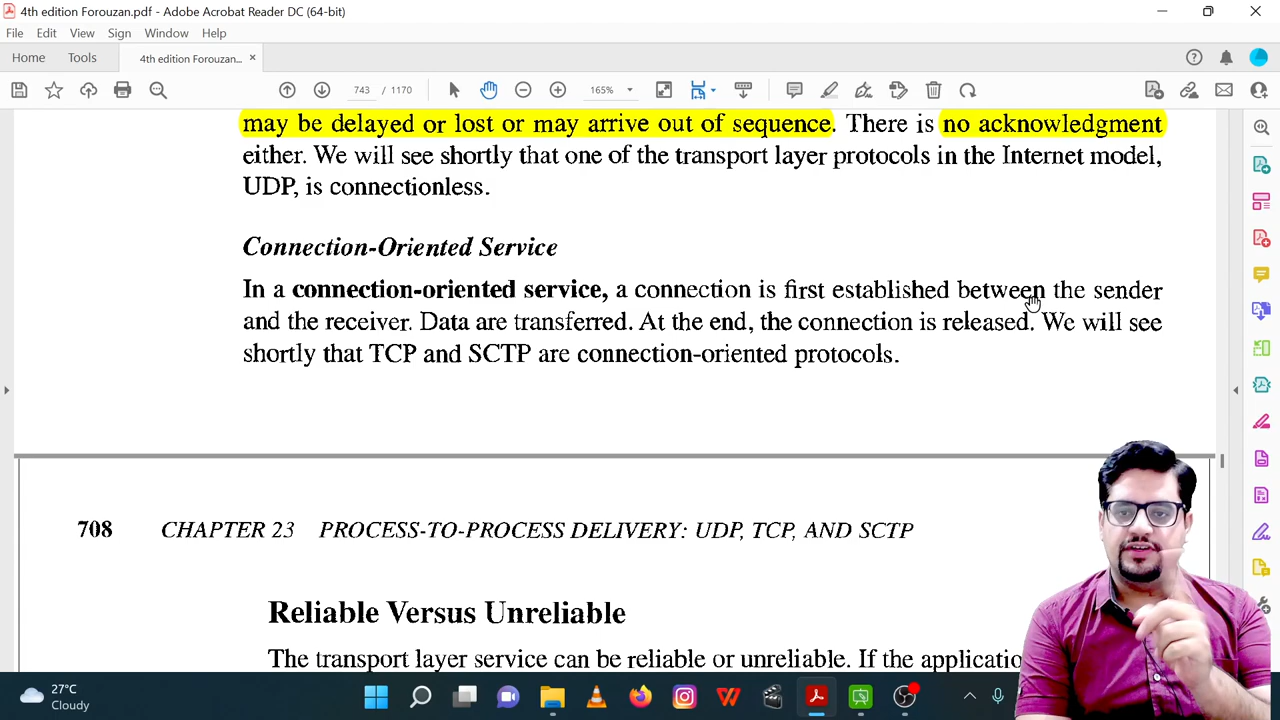 4th edition Forouzan.pdf - Adobe Acrobat Reader DC (64-bit)
File Edit View Sign Window Help
Home Tools 4th edition Forouzan... ×
743 / 1170 165%
may be delayed or lost or may arrive out of sequence. There is no acknowledgment
either. We will see shortly that one of the transport layer protocols in the Internet model,
UDP, is connectionless.
Connection-Oriented Service
In a connection-oriented service, a connection is first established between the sender
and the receiver. Data are transferred. At the end, the connection is released. We will see
shortly that TCP and SCTP are connection-oriented protocols.
708 CHAPTER 23 PROCESS-TO-PROCESS DELIVERY: UDP, TCP, AND SCTP
Reliable Versus Unreliable
The transport layer service can be reliable or unreliable. If the applicatio
27°C
Cloudy